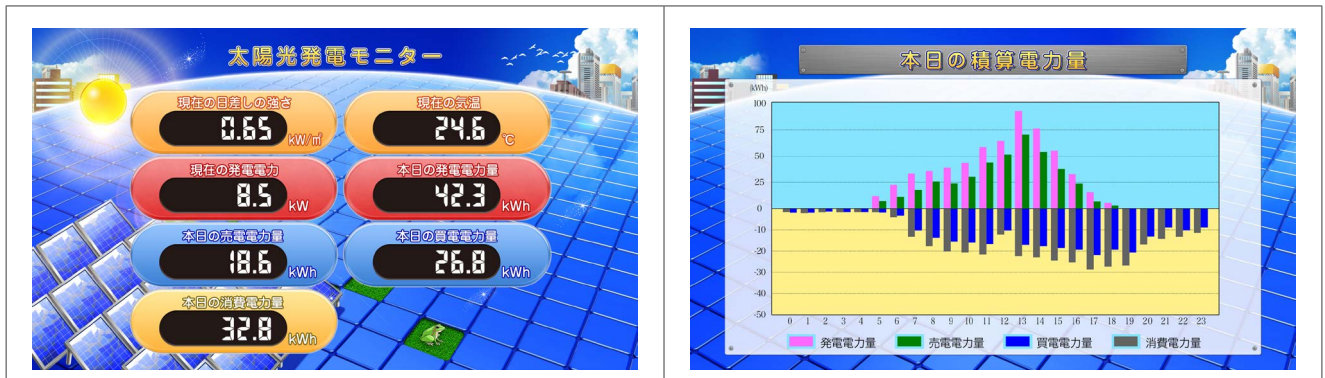 太陽光発電モニター
現在の日差しの強さ
0.65 kW/㎡
現在の気温
24.6 ℃
現在の発電電力
8.5 kW
本日の発電電力量
42.3 kWh
本日の売電電力量
18.6 kWh
本日の買電電力量
26.8 kWh
本日の消費電力量
32.8 kWh
本日の積算電力量
(kWh)
100
75
50
25
0
-10
-20
-30
-40
-50
0 1 2 3 4 5 6 7 8 9 10 11 12 13 14 15 16 17 18 19 20 21 22 23
発電電力量 売電電力量 買電電力量 消費電力量